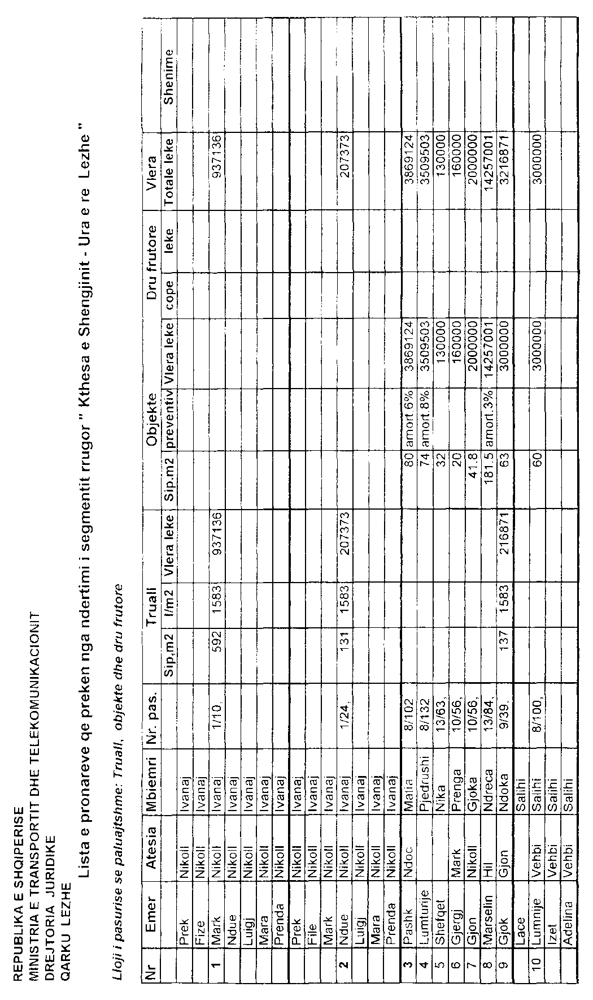 REPUBLIKA E SHQIPERISE
MINISTRIA E TRANSPORTIT DHE TELEKOMUNIKACIONIT
DREJTORIA JURIDIKE
QARKU LEZHE
Lista e pronareve qe preken nga ndertimi i segmentit rrugor " Kthesa e Shengjinit - Ura e re Lezhe "
Lloji i pasurise se paluajtshme: Truall, objekte dhe dru frutore
Nr Emer Atesia Mbiemri Nr. pas. Truall Objekte Dru frutore Vlera
Sip,m2 l/m2 Vlera leke Sip.m2 preventiv Vlera leke cope leke Totale leke Shenime
Prek Nikoll Ivanaj
Fize Nikoll Ivanaj
1 Mark Nikoll Ivanaj 1/10, 592 1583 937136 937136
Ndue Nikoll Ivanaj
Luigj Nikoll Ivanaj
Mara Nikoll Ivanaj
Prenda Nikoll Ivanaj
Prek Nikoll Ivanaj
File Nikoll Ivanaj
Mark Nikoll Ivanaj
2 Ndue Nikoll Ivanaj 1/24, 131 1583 207373 207373
Luigj Nikoll Ivanaj
Mara Nikoll Ivanaj
Prenda Nikoll Ivanaj
3 Pashk Ndoc Malia 8/102 80 amort.6% 3869124 3869124
4 Lumturije Pjedrushi 8/132 74 amort.8% 3509503 3509503
5 Shefqet Nika 13/63, 32 130000 130000
6 Gjergj Mark Prenga 10/56, 20 160000 160000
7 Gjon Nikoll Gjoka 10/56, 41.8 2000000 2000000
8 Marselin Hil Ndreca 13/84, 181.5 amort.3% 14257001 14257001
9 Gjok Gjon Ndoka 9/39, 137 1583 216871 63 3000000 3216871
Lace Salihi
10 Lumnije Vehbi Salihi 8/100, 60 3000000 3000000
Izet Vehbi Salihi
Adelina Vehbi Salihi